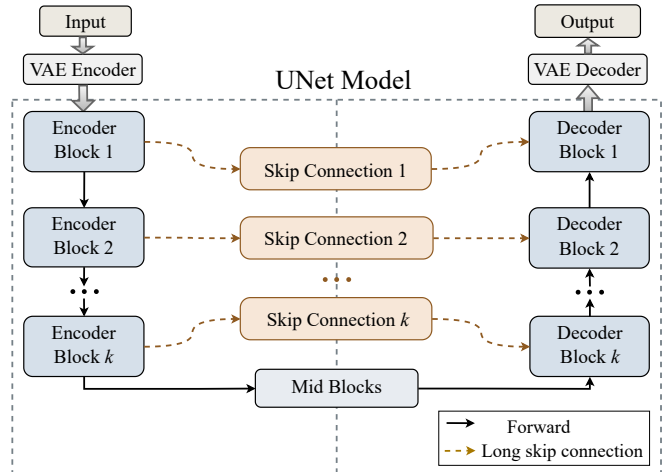 Input
Output
VAE Encoder
VAE Decoder
UNet Model
Encoder
Block 1
Skip Connection 1
Decoder
Block 1
Encoder
Block 2
Skip Connection 2
Decoder
Block 2
Encoder
Block k
Skip Connection k
Decoder
Block k
Mid Blocks
Forward
Long skip connection